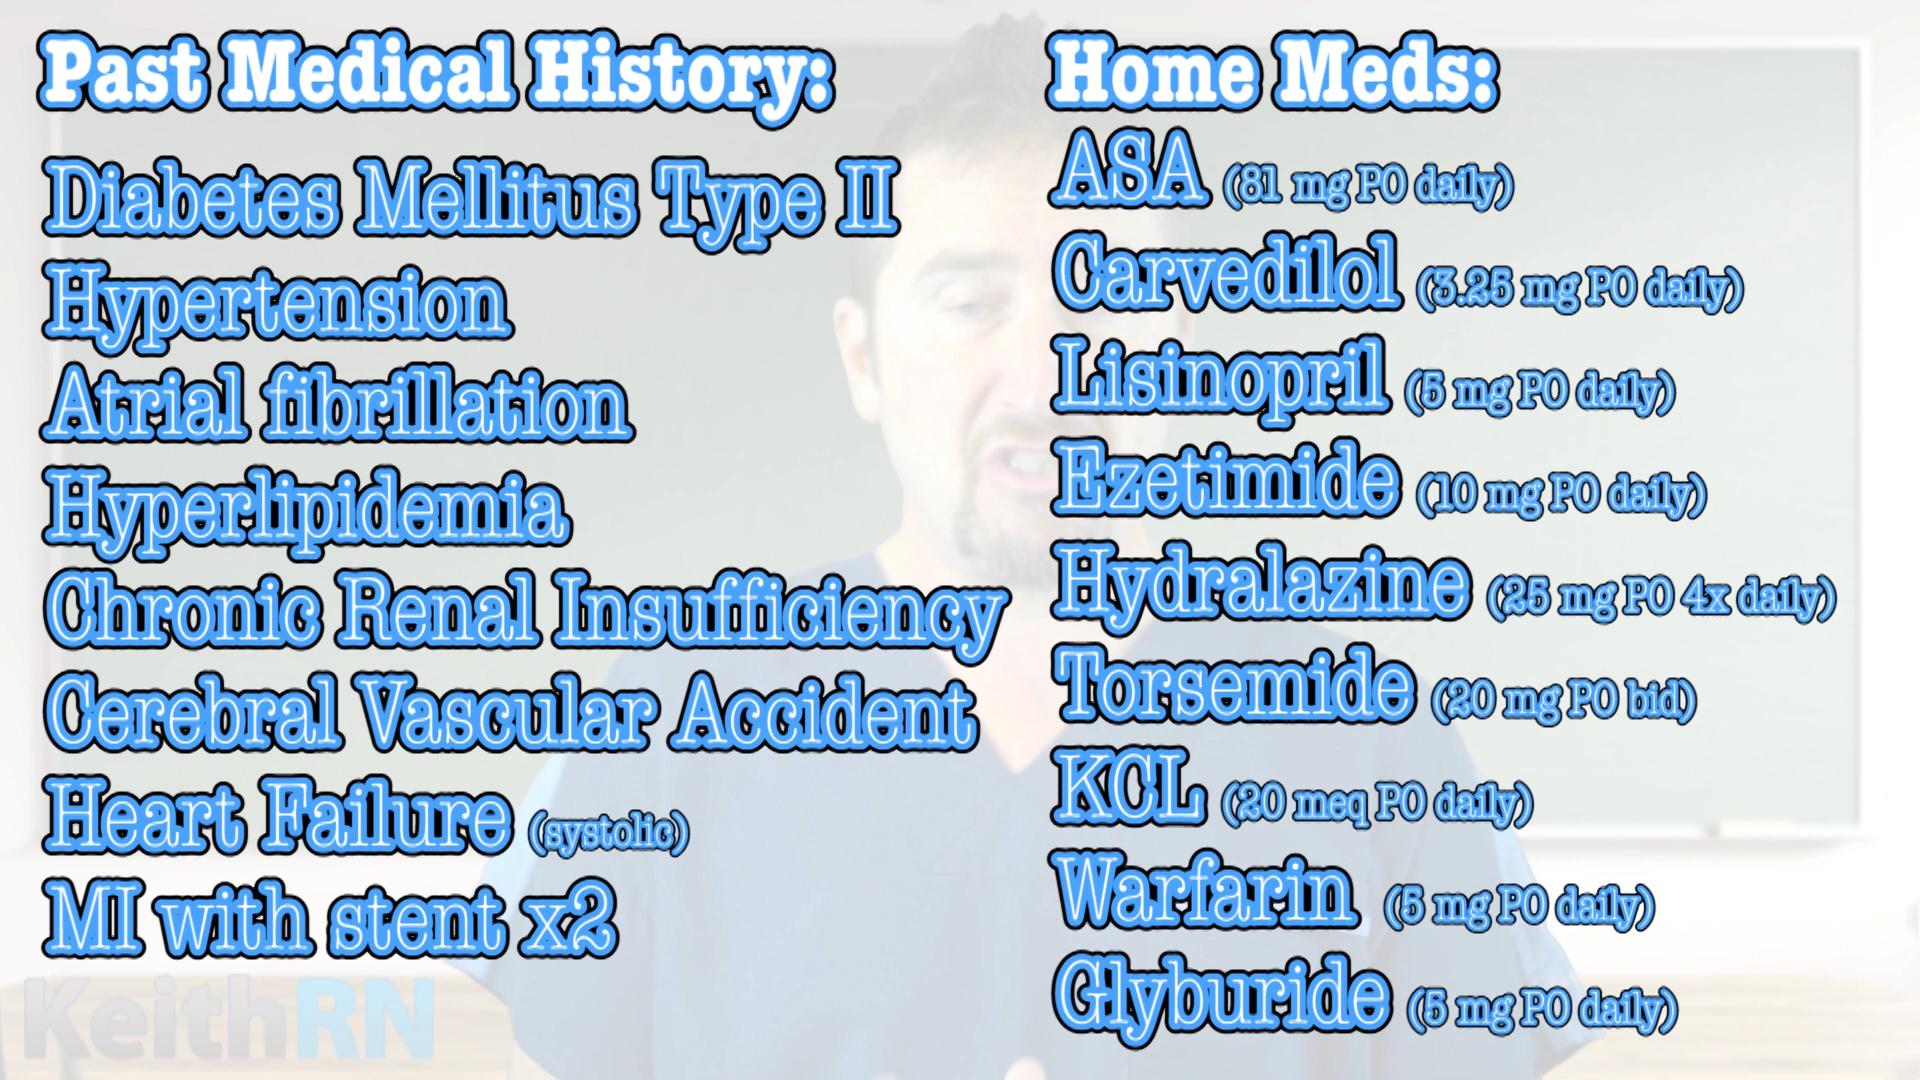 Past Medical History:
Diabetes Mellitus Type II
Hypertension
Atrial fibrillation
Hyperlipidemia
Chronic Renal Insufficiency
Cerebral Vascular Accident
Heart Failure (systolic)
MI with stent x2
KeithRN
Home Meds:
ASA (81 mg PO daily)
Carvedilol (3.25 mg PO daily)
Lisinopril (5 mg PO daily)
Ezetimide (10 mg PO daily)
Hydralazine (25 mg PO 4x daily)
Torsemide (20 mg PO bid)
KCL (20 meq PO daily)
Warfarin (5 mg PO daily)
Glyburide (5 mg PO daily)